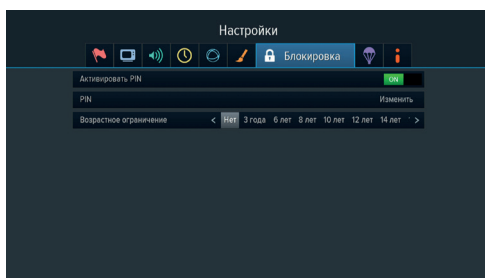 Настройки
Блокировка
Активировать PIN ON
PIN Изменить
Возрастное ограничение < Нет 3 года 6 лет 8 лет 10 лет 12 лет 14 лет >